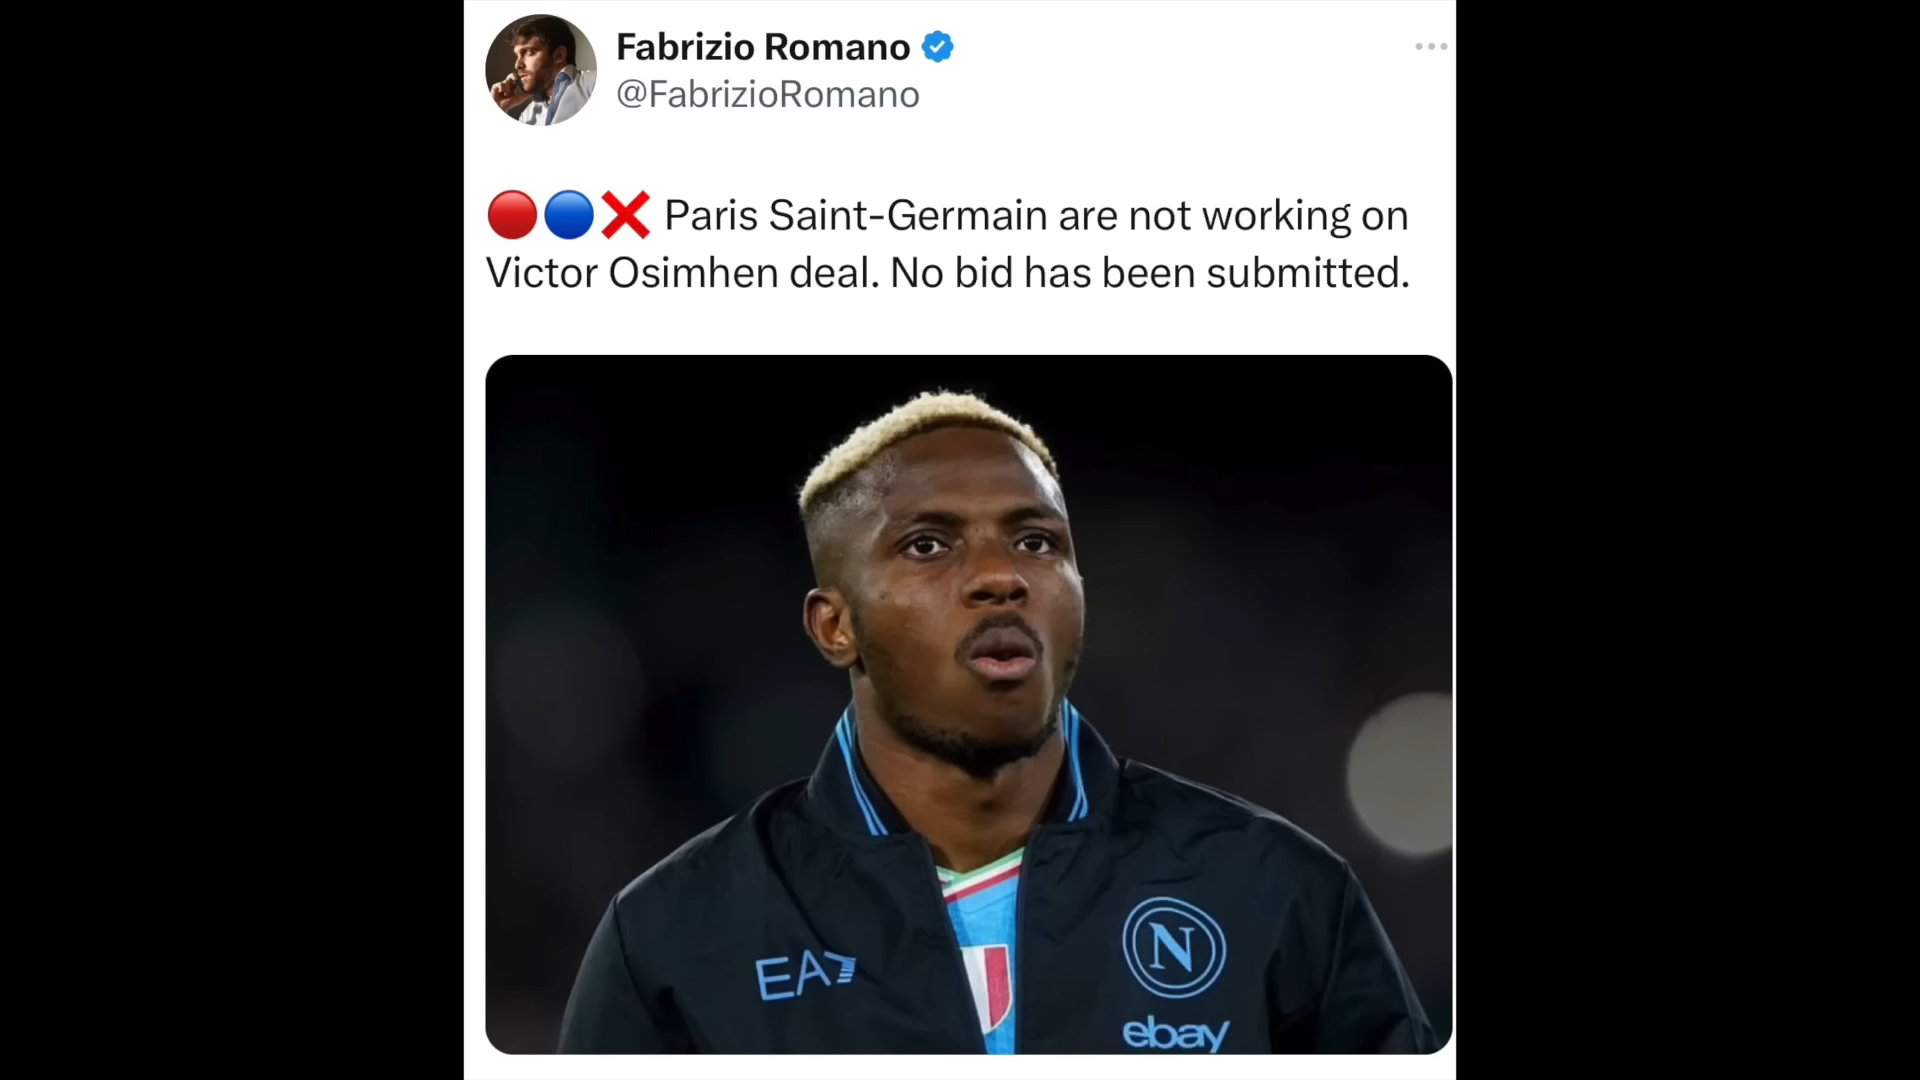 Fabrizio Romano
@FabrizioRomano
🔴🔵❌ Paris Saint-Germain are not working on
Victor Osimhen deal. No bid has been submitted.
EA7
N
ebay